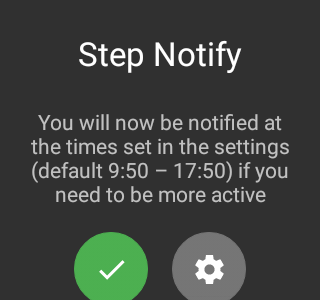 Step Notify
You will now be notified at
the times set in the settings
(default 9:50 – 17:50) if you
need to be more active